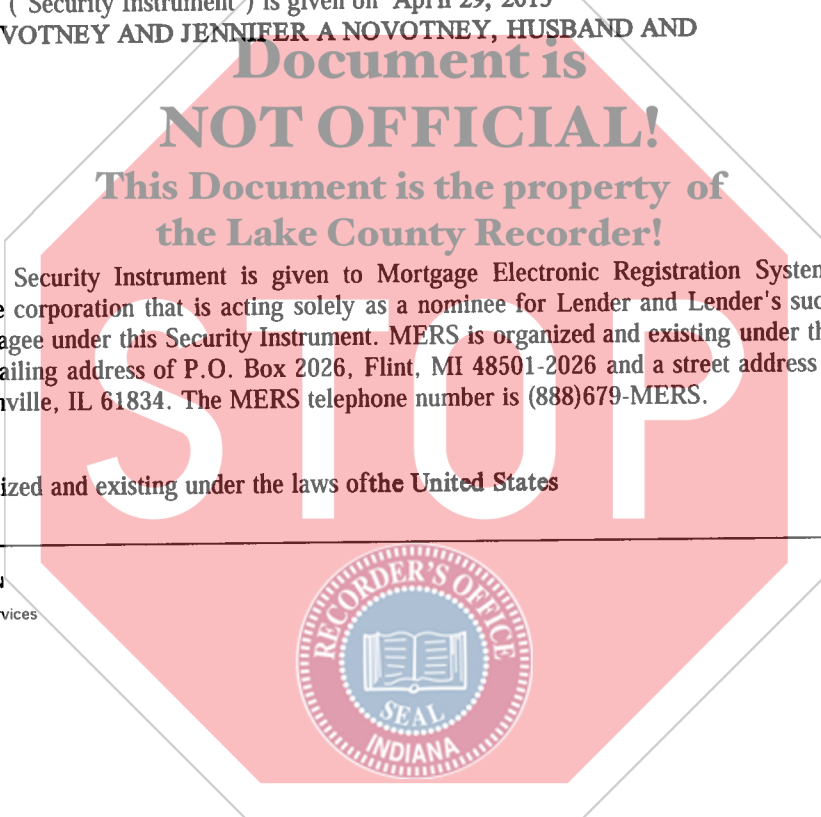 ( Security Instrument ) is given on April 29, 2015
VOTNEY AND JENNIFER A NOVOTNEY, HUSBAND AND
Document is
NOT OFFICIAL!
This Document is the property of
the Lake County Recorder!
Security Instrument is given to Mortgage Electronic Registration System
e corporation that is acting solely as a nominee for Lender and Lender's suc
agee under this Security Instrument. MERS is organized and existing under th
ailing address of P.O. Box 2026, Flint, MI 48501-2026 and a street address
nville, IL 61834. The MERS telephone number is (888)679-MERS.
STOP
ized and existing under the laws ofthe United States
rvices
RECORDER'S OFFICE
SEAL
INDIANA